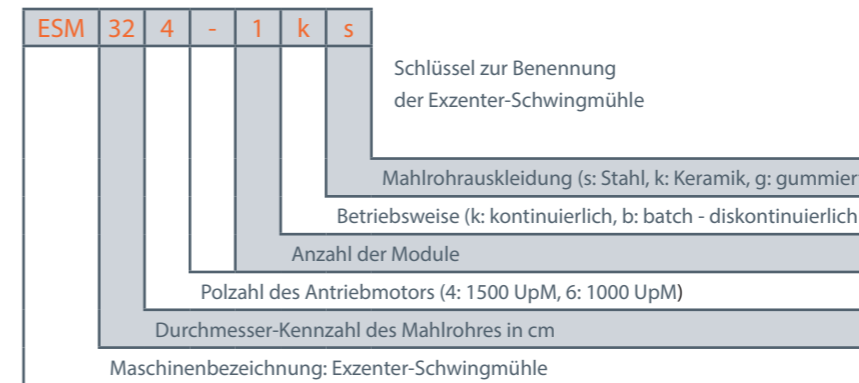 ESM 32 4 - 1 k s
Schlüssel zur Benennung
der Exzenter-Schwingmühle
Mahlrohrauskleidung (s: Stahl, k: Keramik, g: gummier
Betriebsweise (k: kontinuierlich, b: batch - diskontinuierlich
Anzahl der Module
Polzahl des Antriebmotors (4: 1500 UpM, 6: 1000 UpM)
Durchmesser-Kennzahl des Mahlrohres in cm
Maschinenbezeichnung: Exzenter-Schwingmühle